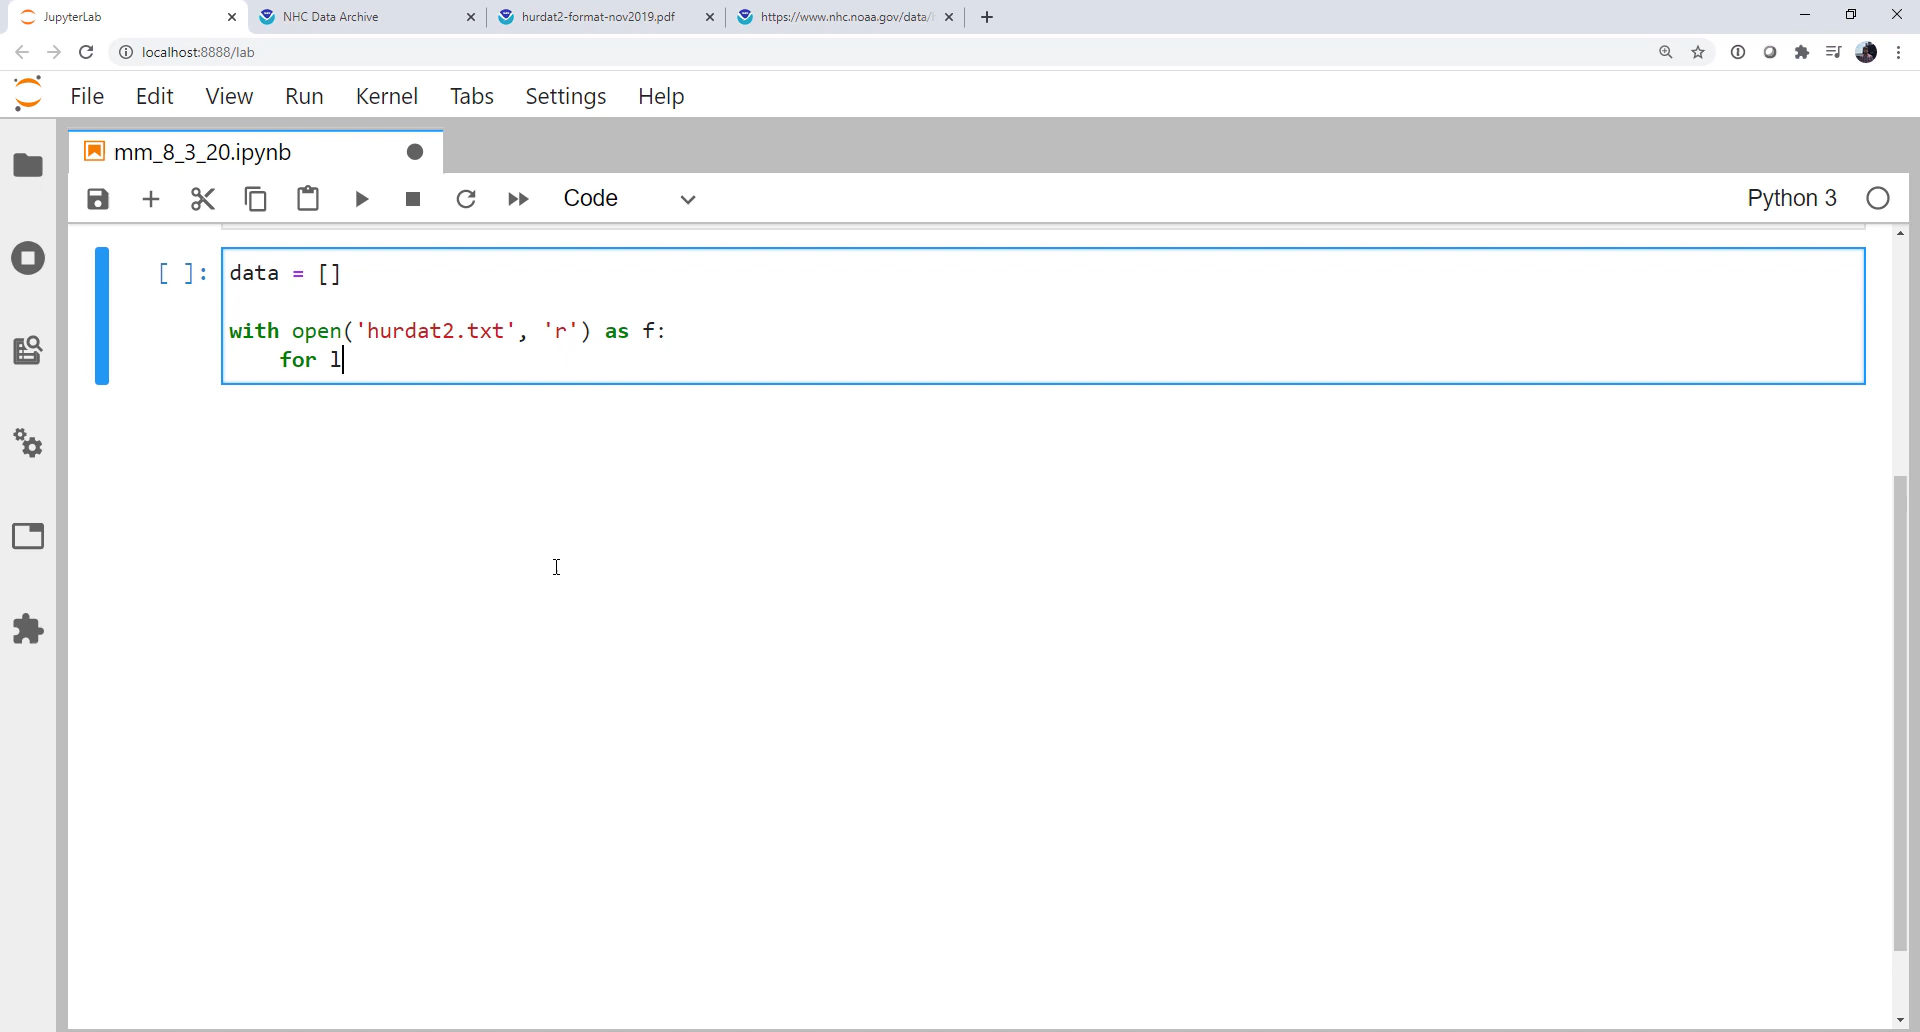 JupyterLab
NHC Data Archive
hurdat2-format-nov2019.pdf
https://www.nhc.noaa.gov/data/
localhost:8888/lab
File Edit View Run Kernel Tabs Settings Help
mm_8_3_20.ipynb
Code
Python 3
[ ]:
data = []
with open('hurdat2.txt', 'r') as f:
for l